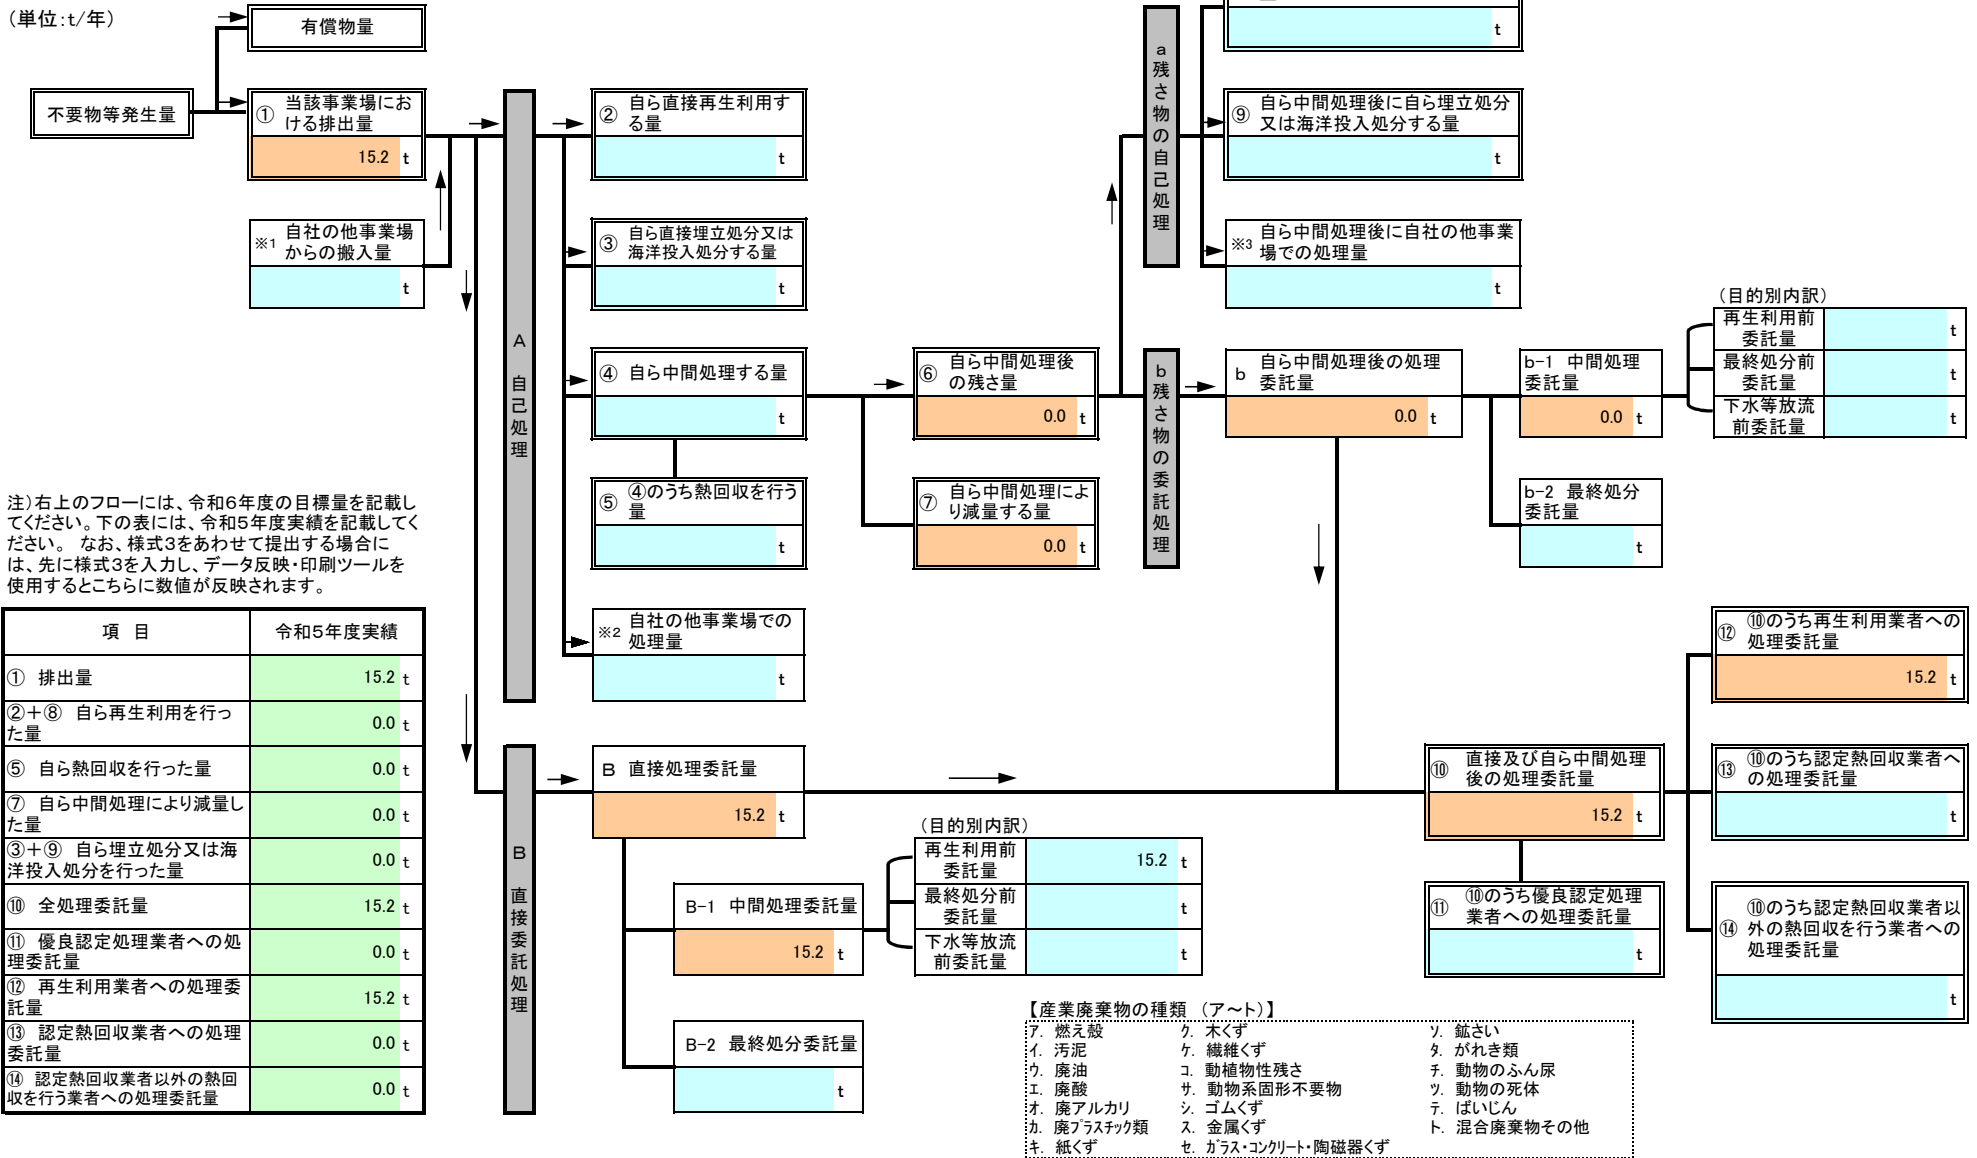 (単位:t/年)
有償物量
不要物等発生量
① 当該事業場にお
ける排出量
15.2 t
※1 自社の他事業場
からの搬入量
t
A 自己処理
② 自ら直接再生利用す
る量
t
③ 自ら直接埋立処分又は
海洋投入処分する量
t
④ 自ら中間処理する量
t
⑤ ④のうち熱回収を行う
量
t
※2 自社の他事業場での
処理量
t
⑥ 自ら中間処理後
の残さ量
0.0 t
⑦ 自ら中間処理によ
り減量する量
0.0 t
a残さ物の自己処理
t
⑨ 自ら中間処理後に自ら埋立処分
又は海洋投入処分する量
t
※3 自ら中間処理後に自社の他事業
場での処理量
t
b残さ物の委託処理
b 自ら中間処理後の処理
委託量
0.0 t
b-1 中間処理
委託量
0.0 t
b-2 最終処分
委託量
t
(目的別内訳)
再生利用前
委託量
t
最終処分前
委託量
t
下水等放流
前委託量
t
注)右上のフローには、令和6年度の目標量を記載し
てください。下の表には、令和5年度実績を記載してく
ださい。 なお、様式3をあわせて提出する場合に
は、先に様式3を入力し、データ反映・印刷ツールを
使用するとこちらに数値が反映されます。
項 目 令和5年度実績
① 排出量 15.2 t
②+⑧ 自ら再生利用を行っ
た量
0.0 t
⑤ 自ら熱回収を行った量 0.0 t
⑦ 自ら中間処理により減量し
た量
0.0 t
③+⑨ 自ら埋立処分又は海
洋投入処分を行った量
0.0 t
⑩ 全処理委託量 15.2 t
⑪ 優良認定処理業者への処
理委託量
0.0 t
⑫ 再生利用業者への処理委
託量
15.2 t
⑬ 認定熱回収業者への処理
委託量
0.0 t
⑭ 認定熱回収業者以外の熱回
収を行う業者への処理委託量
0.0 t
B 直接委託処理
B 直接処理委託量
15.2 t
B-1 中間処理委託量
15.2 t
B-2 最終処分委託量
t
(目的別内訳)
再生利用前
委託量
15.2 t
最終処分前
委託量
t
下水等放流
前委託量
t
⑩ 直接及び自ら中間処理
後の処理委託量
15.2 t
⑪ ⑩のうち優良認定処理
業者への処理委託量
t
⑫ ⑩のうち再生利用業者への
処理委託量
15.2 t
⑬ ⑩のうち認定熱回収業者へ
の処理委託量
t
⑭ ⑩のうち認定熱回収業者以
外の熱回収を行う業者への
処理委託量
t
【産業廃棄物の種類 (ア~ト)】
ア. 燃え殻 ク. 木くず ソ. 鉱さい
イ. 汚泥 ケ. 繊維くず タ. がれき類
ウ. 廃油 コ. 動植物性残さ チ. 動物のふん尿
エ. 廃酸 サ. 動物系固形不要物 ツ. 動物の死体
オ. 廃アルカリ シ. ゴムくず テ. ばいじん
カ. 廃プラスチック類 ス. 金属くず ト. 混合廃棄物その他
キ. 紙くず セ. ガラス・コンクリート・陶磁器くず